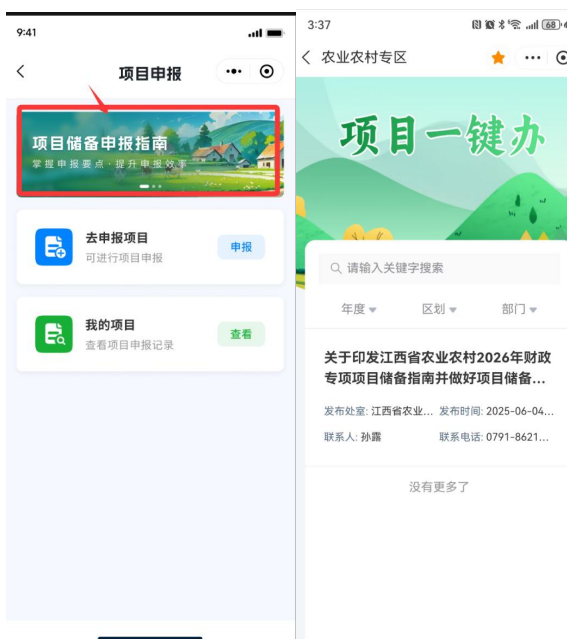 9:41
项目申报
项目储备申报指南
掌握申报要点·提升申报效率
去申报项目
可进行项目申报
申报
我的项目
查看项目申报记录
查看
3:37
68
农业农村专区
项目一键办
请输入关键字搜索
年度
区划
部门
关于印发江西省农业农村2026年财政
专项项目储备指南并做好项目储备...
发布处室: 江西省农业... 发布时间: 2025-06-04...
联系人: 孙露 联系电话: 0791-8621...
没有更多了